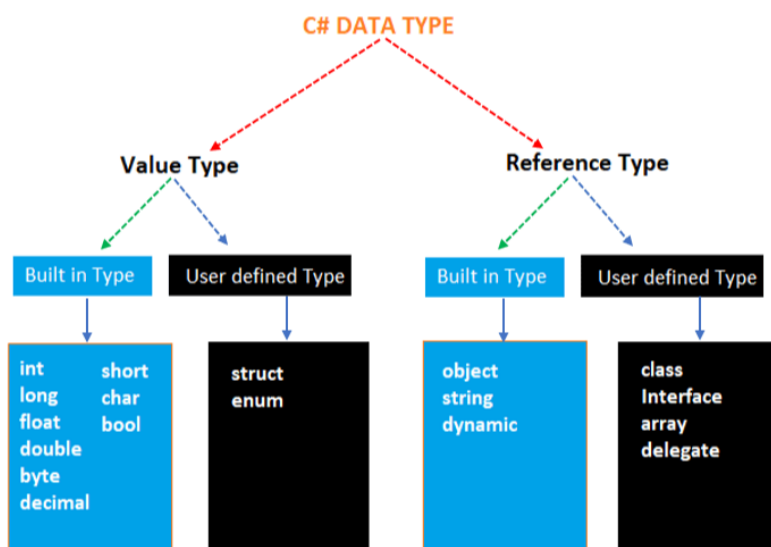 C# DATA TYPE
Value Type
Reference Type
Built in Type
User defined Type
Built in Type
User defined Type
int
long
float
double
byte
decimal
short
char
bool
struct
enum
object
string
dynamic
class
Interface
array
delegate